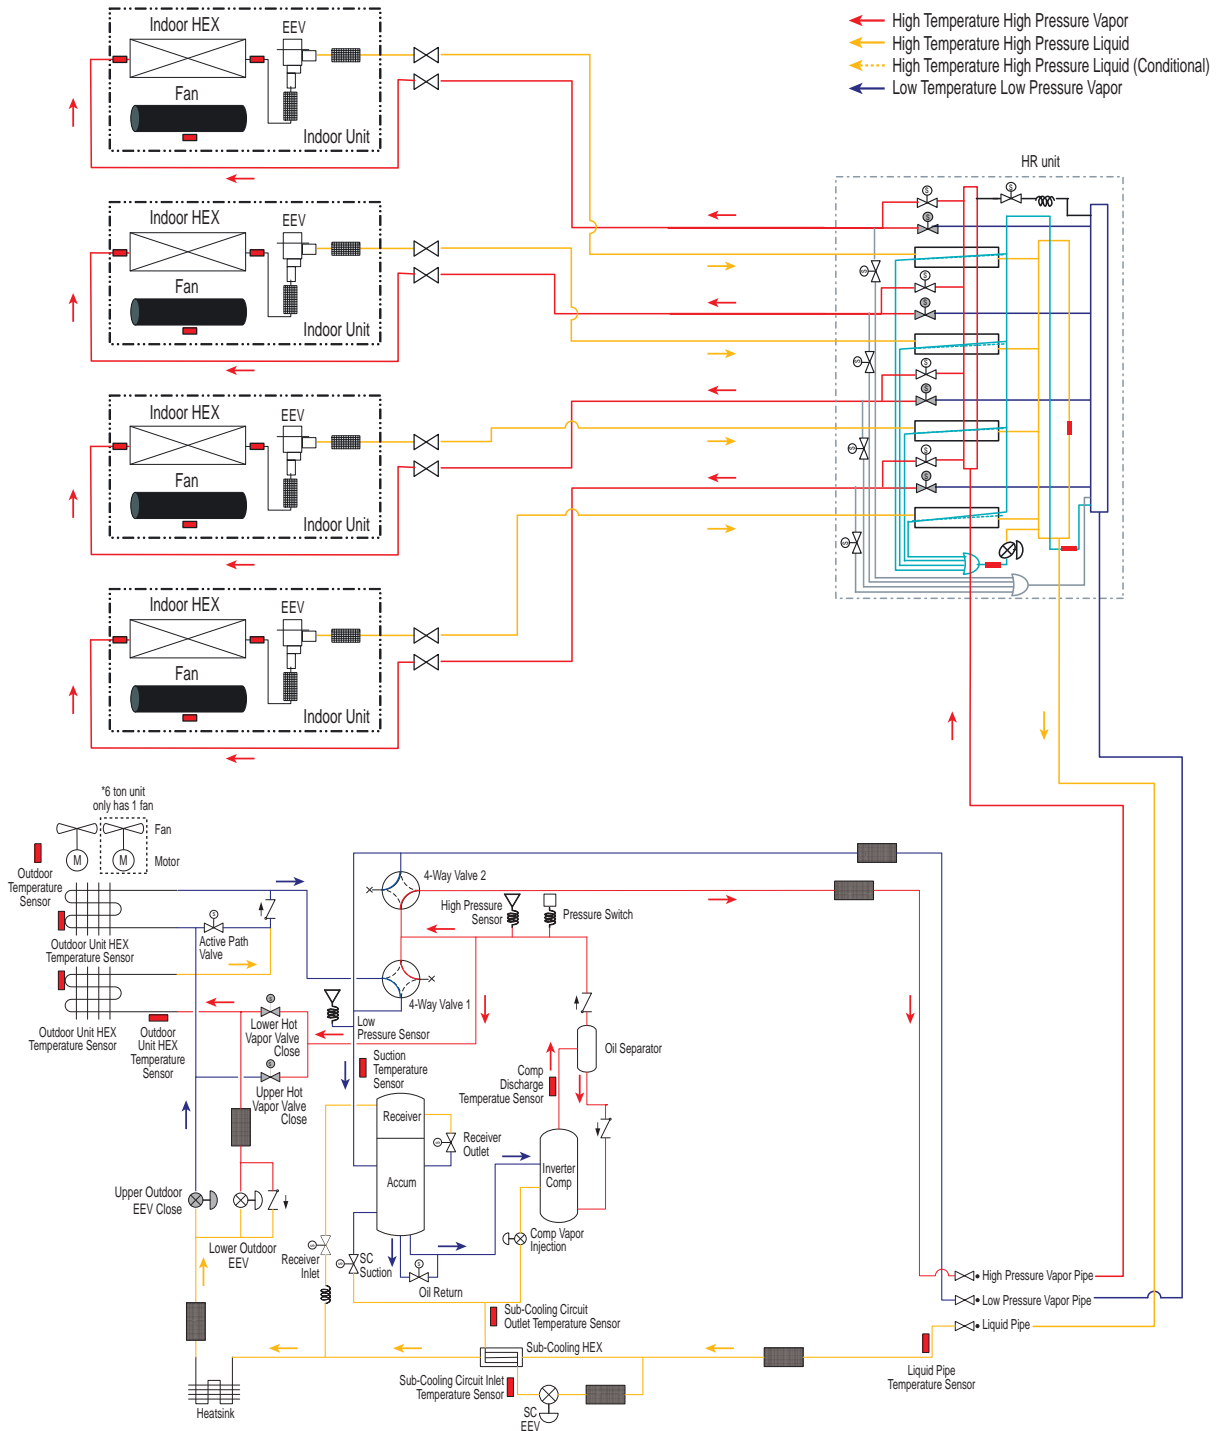 High Temperature High Pressure Vapor
High Temperature High Pressure Liquid
High Temperature High Pressure Liquid (Conditional)
Low Temperature Low Pressure Vapor
Indoor HEX
EEV
Fan
Indoor Unit
Indoor HEX
EEV
Fan
Indoor Unit
Indoor HEX
EEV
Fan
Indoor Unit
Indoor HEX
EEV
Fan
Indoor Unit
HR unit
S
S
S
S
S
S
S
S
S
S
S
S
S
*6 ton unit
only has 1 fan
Fan
M
M
Motor
Outdoor
Temperature
Sensor
S
Active Path
Valve
Outdoor Unit HEX
Temperature Sensor
Outdoor Unit HEX
Temperature Sensor
Outdoor
Unit HEX
Temperature
Sensor
S
Lower Hot
Vapor Valve
Close
S
Upper Hot
Vapor Valve
Close
4-Way Valve 2
High Pressure
Sensor
Pressure Switch
4-Way Valve 1
Low
Pressure Sensor
Suction
Temperature
Sensor
Comp
Discharge
Temperatue Sensor
Oil Separator
Receiver
S
Receiver
Outlet
Accum
Inverter
Comp
Upper Outdoor
EEV Close
Lower Outdoor
EEV
S
Receiver
Inlet
S
SC
Suction
S
Oil Return
Comp Vapor
Injection
Sub-Cooling Circuit
Outlet Temperature Sensor
Sub-Cooling HEX
Sub-Cooling Circuit Inlet
Temperature Sensor
SC
EEV
Heatsink
High Pressure Vapor Pipe
Low Pressure Vapor Pipe
Liquid Pipe
Liquid Pipe
Temperature Sensor